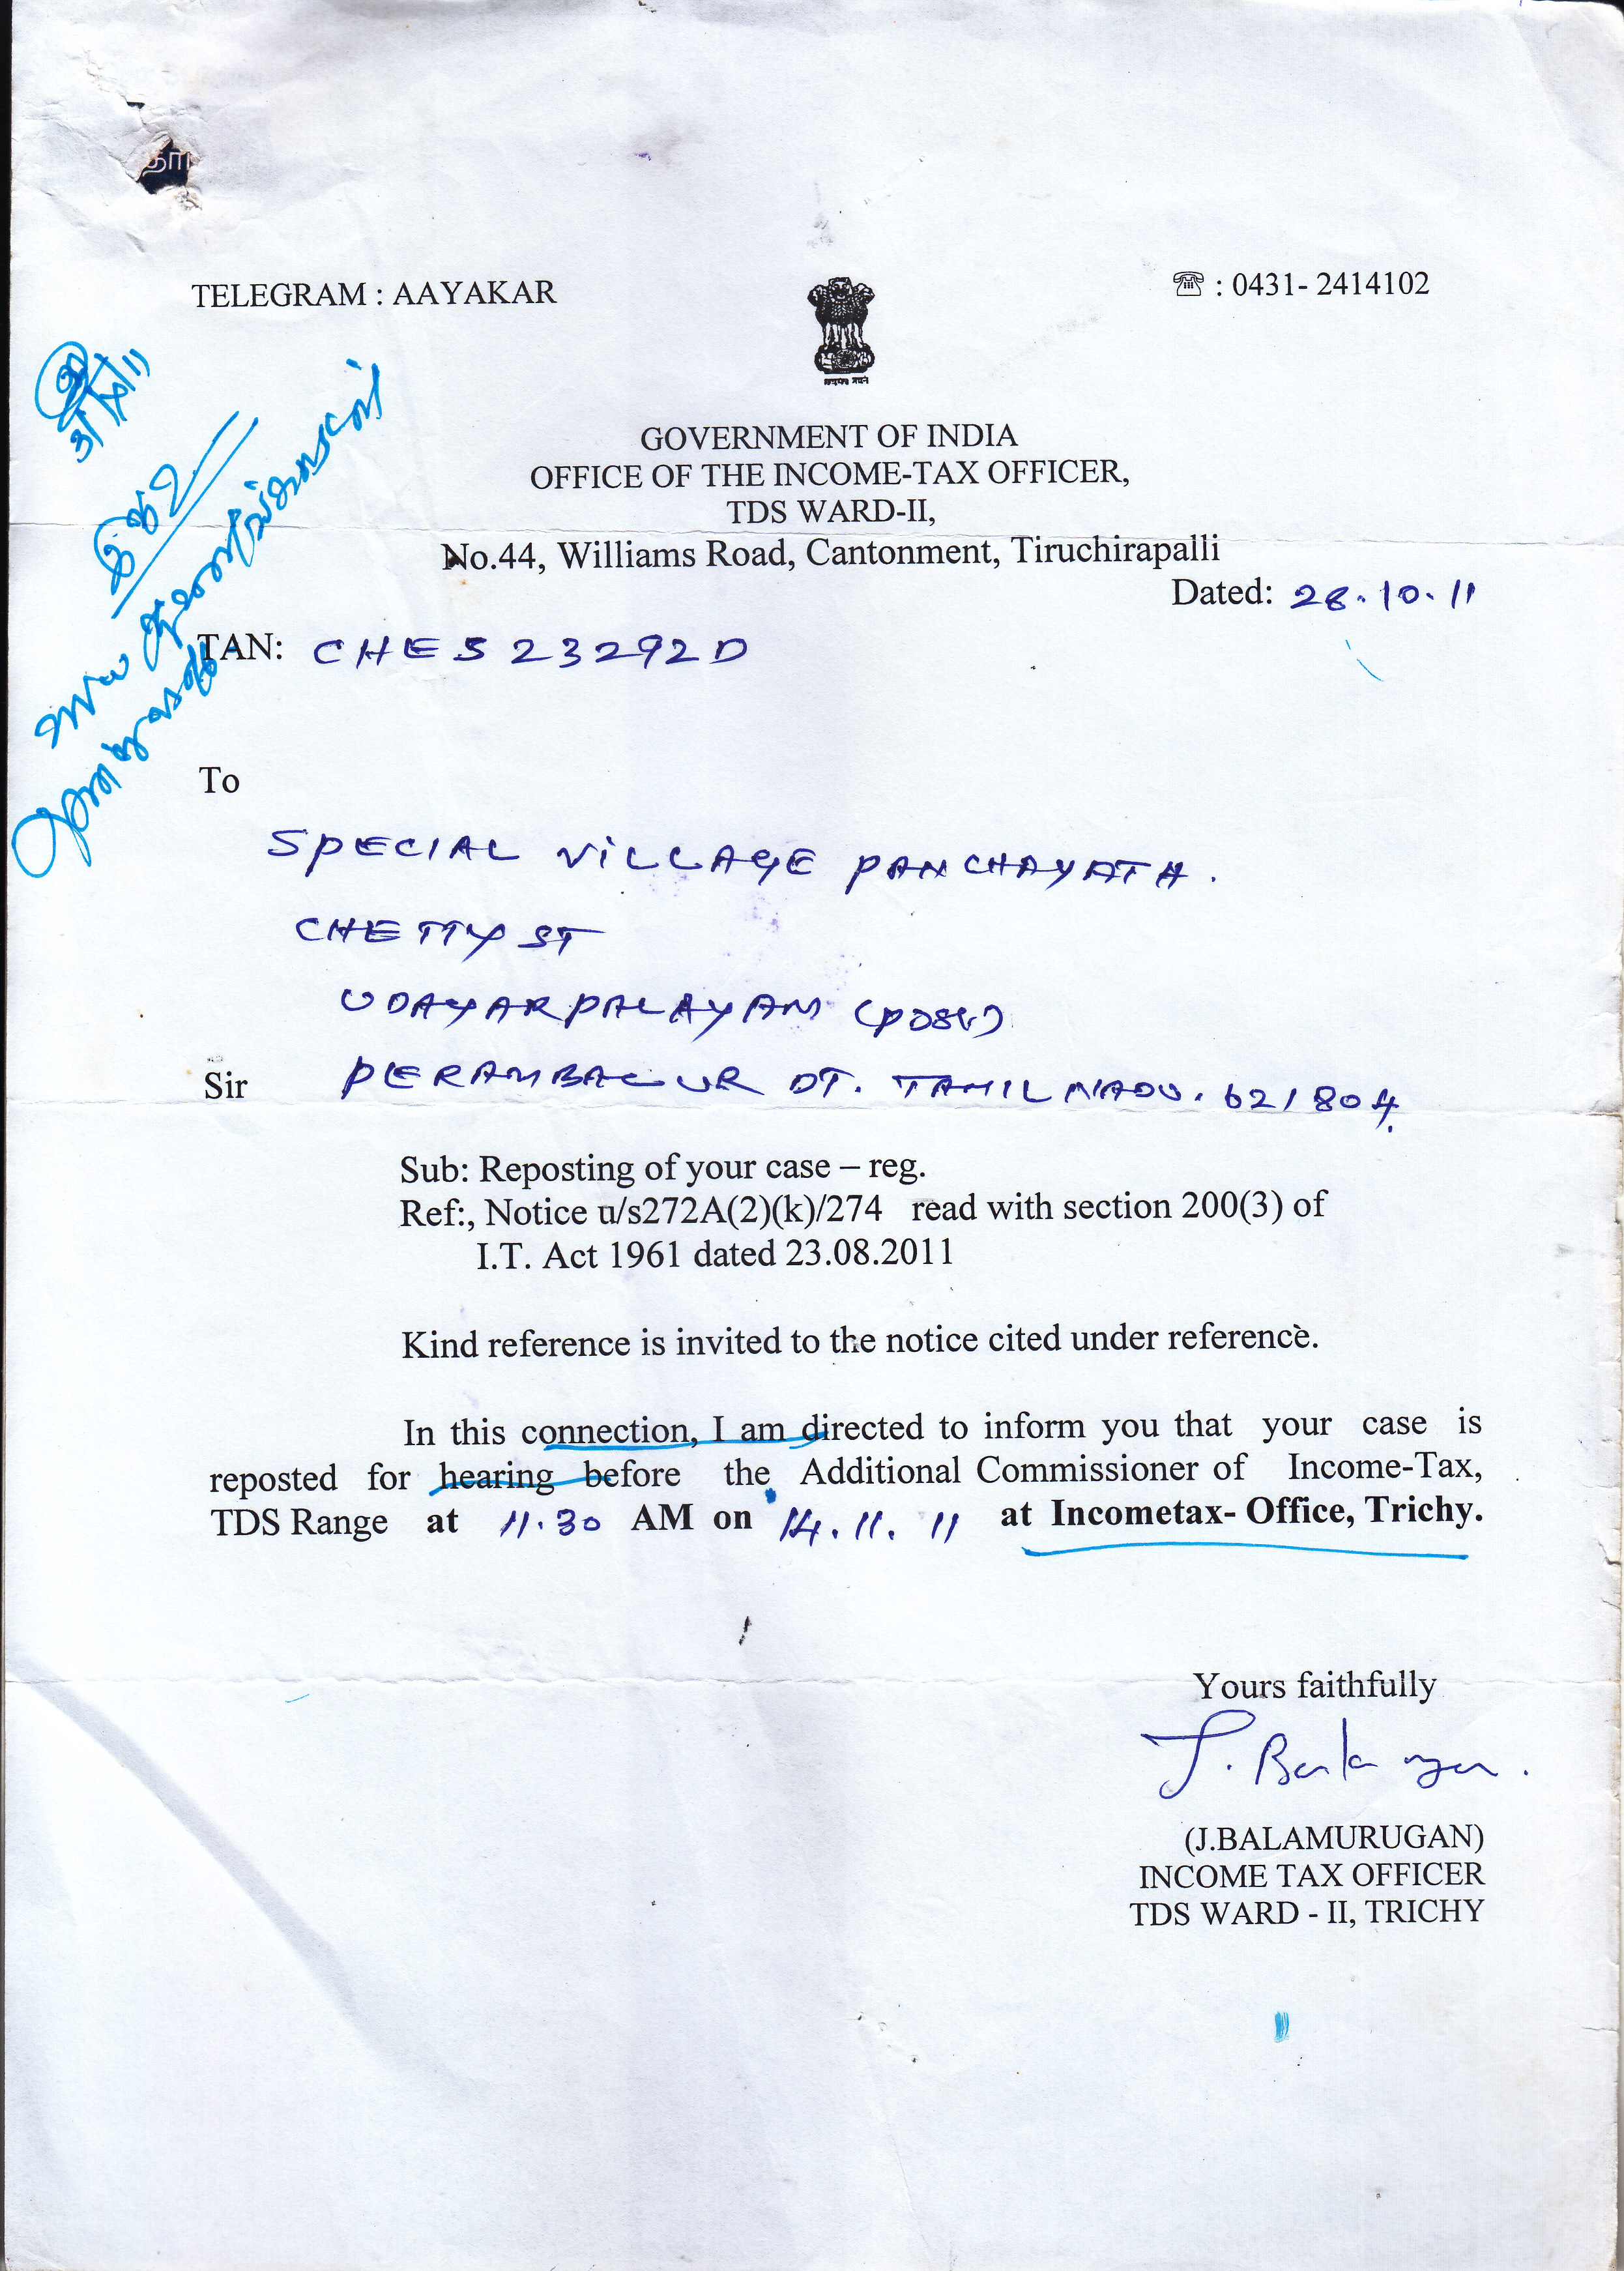 தா
TELEGRAM : AAYAKAR
☎ : 0431- 2414102
GOVERNMENT OF INDIA
OFFICE OF THE INCOME-TAX OFFICER,
TDS WARD-II,
No.44, Williams Road, Cantonment, Tiruchirapalli
Dated: 28.10.11
TAN: CHES23292D
To
SPECIAL VILLAGE PANCHAYATH.
CHETTY ST
UDAYARPALAYAM (POST)
Sir
PERAMBALUR DT. TAMIL NADU. 621804.
Sub: Reposting of your case – reg.
Ref:, Notice u/s272A(2)(k)/274 read with section 200(3) of
I.T. Act 1961 dated 23.08.2011
Kind reference is invited to the notice cited under reference.
In this connection, I am directed to inform you that your case is
reposted for hearing before the Additional Commissioner of Income-Tax,
TDS Range at 11.30 AM on 14.11.11 at Incometax- Office, Trichy.
Yours faithfully
(J.BALAMURUGAN)
INCOME TAX OFFICER
TDS WARD - II, TRICHY